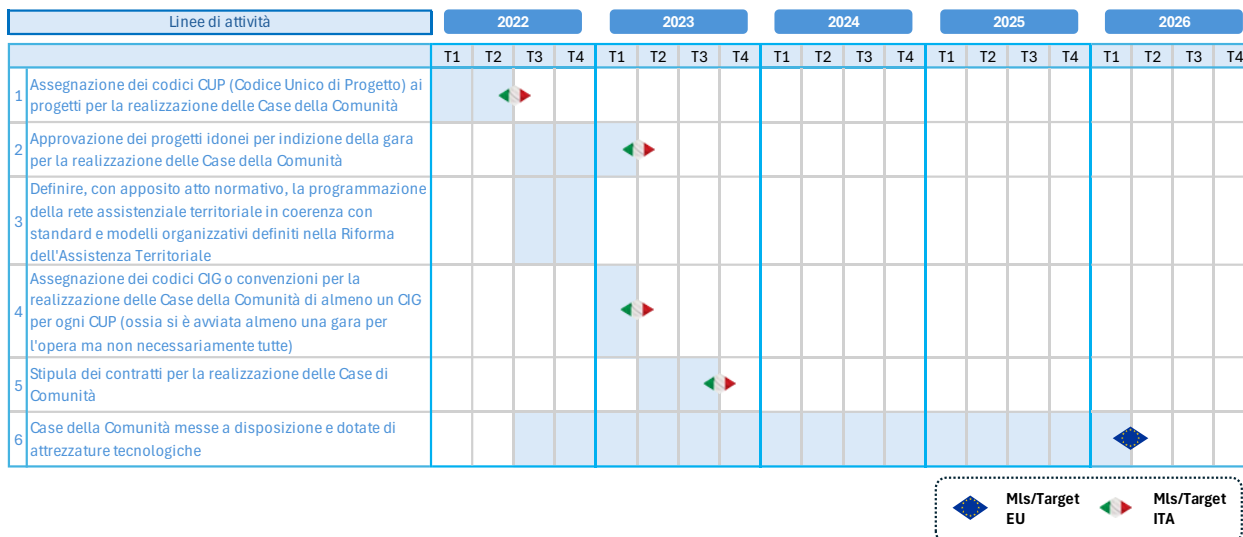 Linee di attività
2022
2023
2024
2025
2026
T1 T2 T3 T4 T1 T2 T3 T4 T1 T2 T3 T4 T1 T2 T3 T4 T1 T2 T3 T4
1
Assegnazione dei codici CUP (Codice Unico di Progetto) ai
progetti per la realizzazione delle Case della Comunità
2
Approvazione dei progetti idonei per indizione della gara
per la realizzazione delle Case della Comunità
3
Definire, con apposito atto normativo, la programmazione
della rete assistenziale territoriale in coerenza con
standard e modelli organizzativi definiti nella Riforma
dell'Assistenza Territoriale
4
Assegnazione dei codici CIG o convenzioni per la
realizzazione delle Case della Comunità di almeno un CIG
per ogni CUP (ossia si è avviata almeno una gara per
l'opera ma non necessariamente tutte)
5
Stipula dei contratti per la realizzazione delle Case di
Comunità
6
Case della Comunità messe a disposizione e dotate di
attrezzature tecnologiche
Mls/Target
EU
Mls/Target
ITA